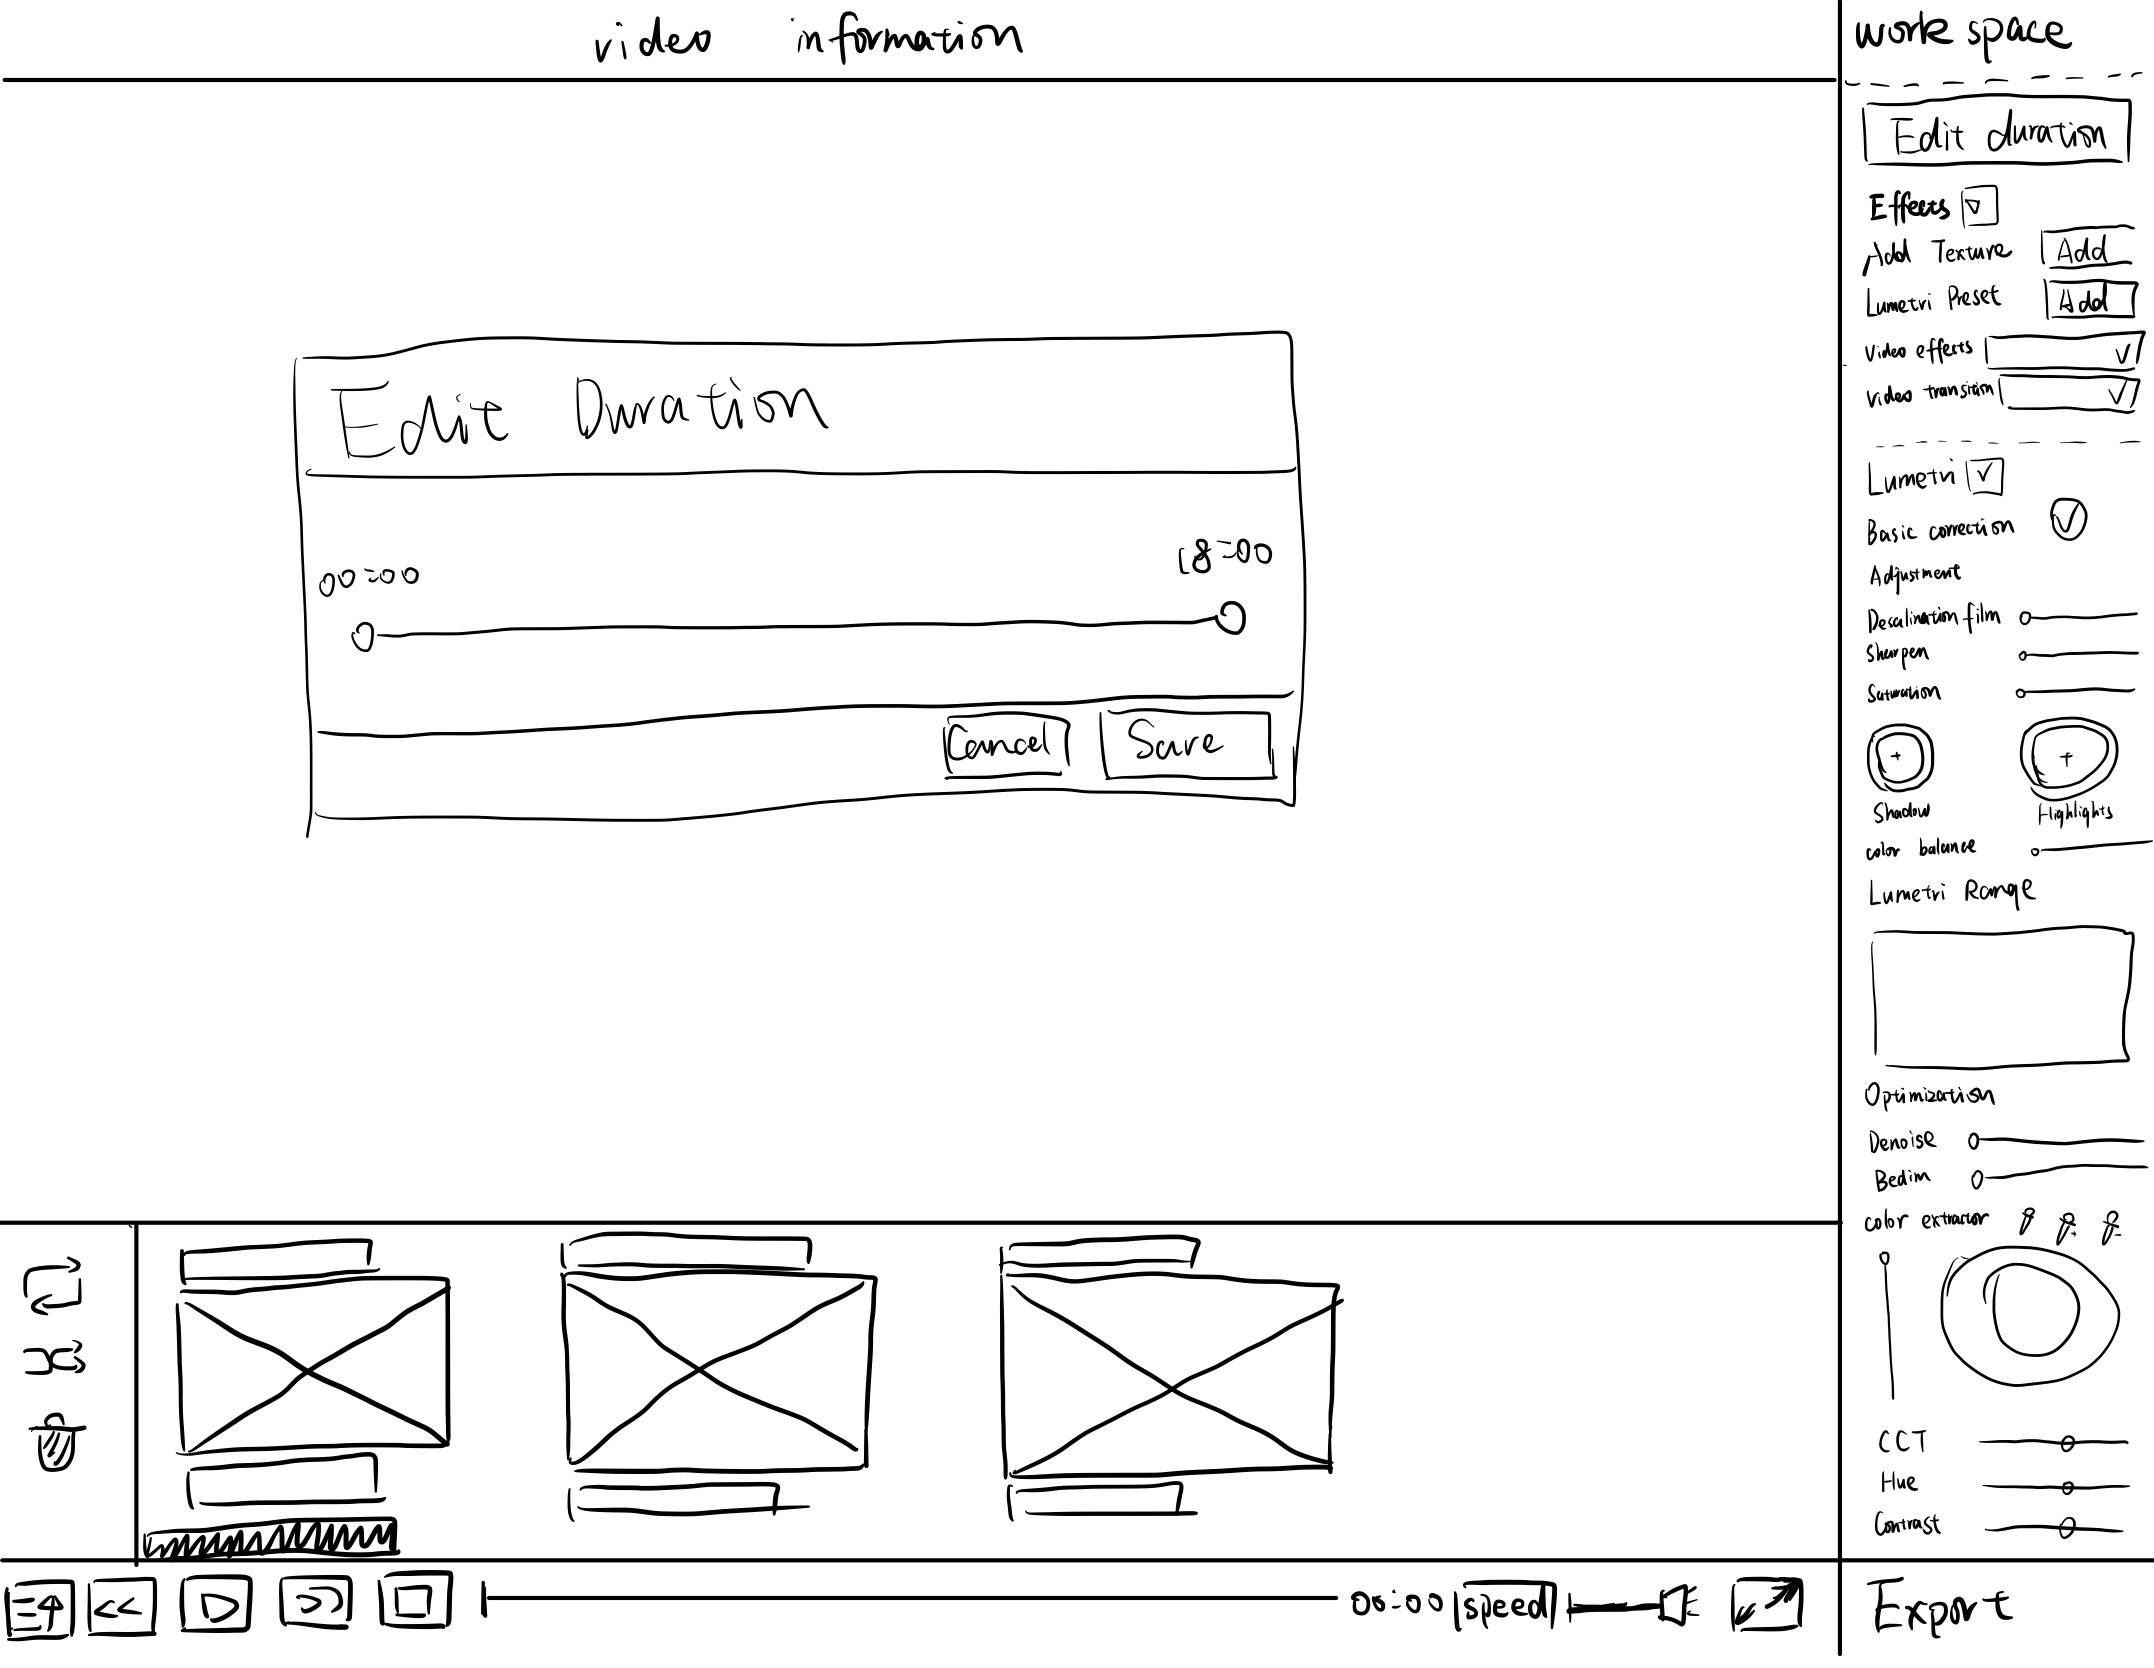 video information
work space
Edit duration
Effects
Add Texture Add
Lumetri Preset Add
video effects
video transition
Edit Duration
00:00
18:00
Cancel Save
Lumetri
Basic correction
Adjustment
Desalination film
Sharpen
Saturation
Shadow Highlights
color balance
Lumetri Range
Optimization
Denoise
Bedim
color extractor
CCT
Hue
Contrast
00:00 speed
Export